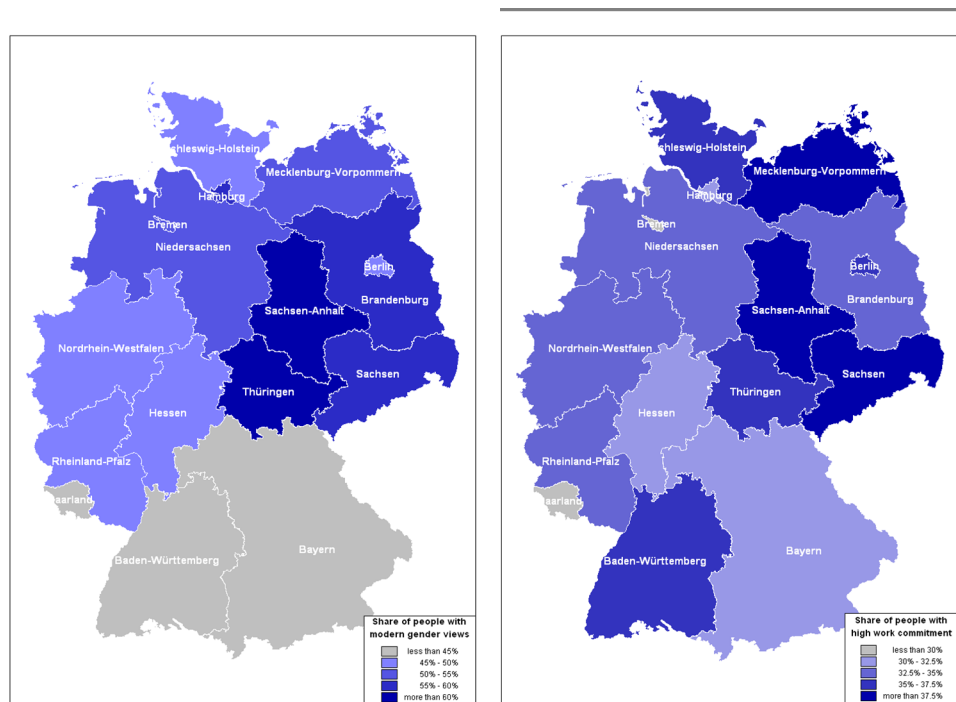 chleswig-Holstein
Mecklenburg-Vorpommern
Hamburg
Bremen
Niedersachsen
Berlin
Brandenburg
Sachsen-Anhalt
Nordrhein-Westfalen
Sachsen
Thüringen
Hessen
Rheinland-Pfalz
aarland
Baden-Württemberg
Bayern
Share of people with
modern gender views
less than 45%
45% - 50%
50% - 55%
55% - 60%
more than 60%
chleswig-Holstein
Mecklenburg-Vorpommern
Hamburg
Bremen
Niedersachsen
Berlin
Brandenburg
Sachsen-Anhalt
Nordrhein-Westfalen
Sachsen
Thüringen
Hessen
Rheinland-Pfalz
aarland
Baden-Württemberg
Bayern
Share of people with
high work commitment
less than 30%
30% - 32.5%
32.5% - 35%
35% - 37.5%
more than 37.5%